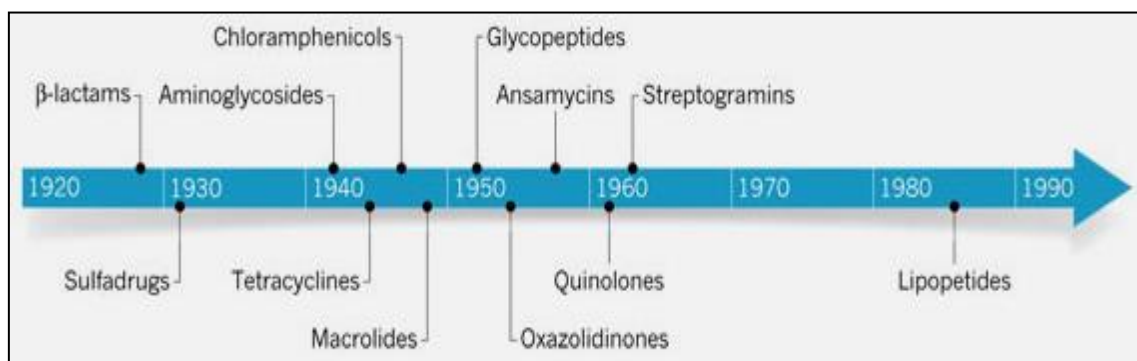 Chloramphenicols Glycopeptides
β-lactams Aminoglycosides Ansamycins Streptogramins
1920 1930 1940 1950 1960 1970 1980 1990
Sulfadrugs Tetracyclines Quinolones Lipopetides
Macrolides Oxazolidinones